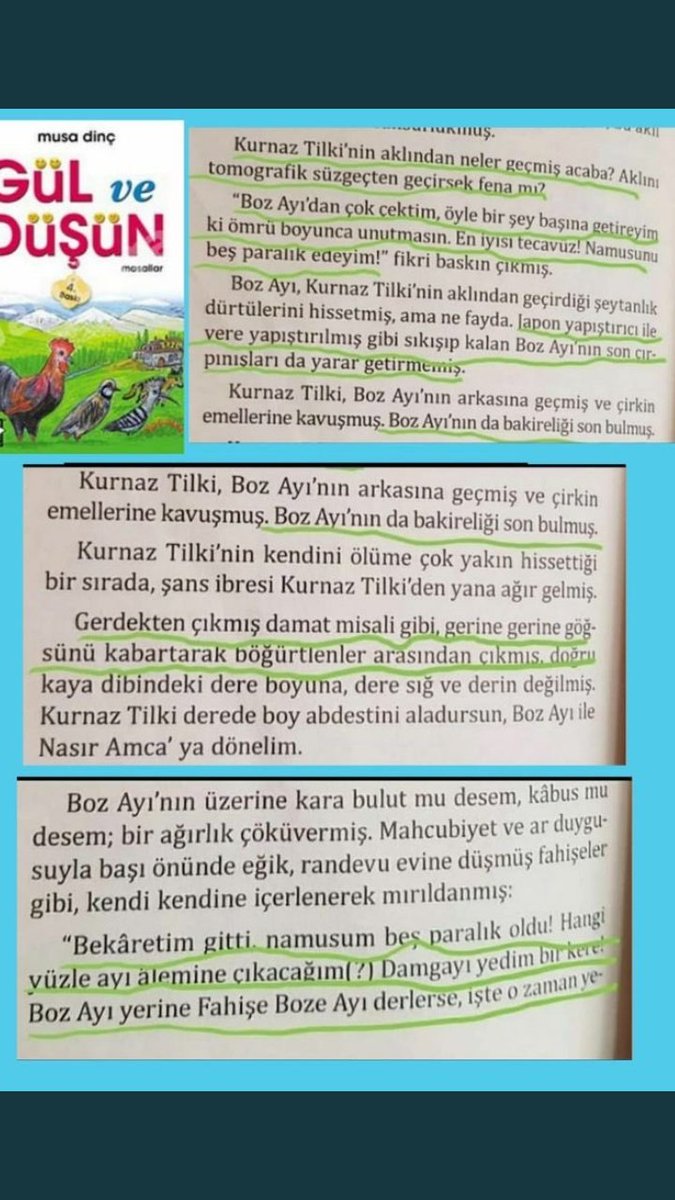 musa dinç
GÜL ve
DÜŞÜN
masallar
4.
Baskı
Kurnaz Tilki'nin aklından neler geçmiş acaba? Aklını
tomografik süzgeçten geçirsek fena mı?
"Boz Ayı'dan çok çektim, öyle bir şey başına getireyim
ki ömrü boyunca unutmasın. En iyisi tecavüz! Namusunu
beş paralık edeyim!" fikri baskın çıkmış.
Boz Ayı, Kurnaz Tilki'nin aklından geçirdiği şeytanlık
dürtülerini hissetmiş, ama ne fayda. Japon yapıştırıcı ile
yere yapıştırılmış gibi sıkışıp kalan Boz Ayı'nın son çır-
pınışları da yarar getirmemiş.
Kurnaz Tilki, Boz Ayı'nın arkasına geçmiş ve çirkin
emellerine kavuşmuş. Boz Ayı'nın da bakireliği son bulmuş.
Kurnaz Tilki, Boz Ayı'nın arkasına geçmiş ve çirkin
emellerine kavuşmuş. Boz Ayı'nın da bakireliği son bulmuş.
Kurnaz Tilki'nin kendini ölüme çok yakın hissettiği
bir sırada, şans ibresi Kurnaz Tilki'den yana ağır gelmiş.
Gerdekten çıkmış damat misali gibi, gerine gerine göğ-
sünü kabartarak böğürtlenler arasından çıkmış, doğru
kaya dibindeki dere boyuna, dere sığ ve derin değilmiş.
Kurnaz Tilki derede boy abdestini aladursun, Boz Ayı ile
Nasır Amca' ya dönelim.
Boz Ayı'nın üzerine kara bulut mu desem, kâbus mu
desem; bir ağırlık çöküvermiş. Mahcubiyet ve ar duygu-
suyla başı önünde eğik, randevu evine düşmüş fahişeler
gibi, kendi kendine içerlenerek mırıldanmış:
"Bekâretim gitti, namusum beş paralık oldu! Hangi
yüzle ayı âlemine çıkacağım(?) Damgayı yedim bir kere!
Boz Ayı yerine Fahişe Boze Ayı derlerse, işte o zaman ye-